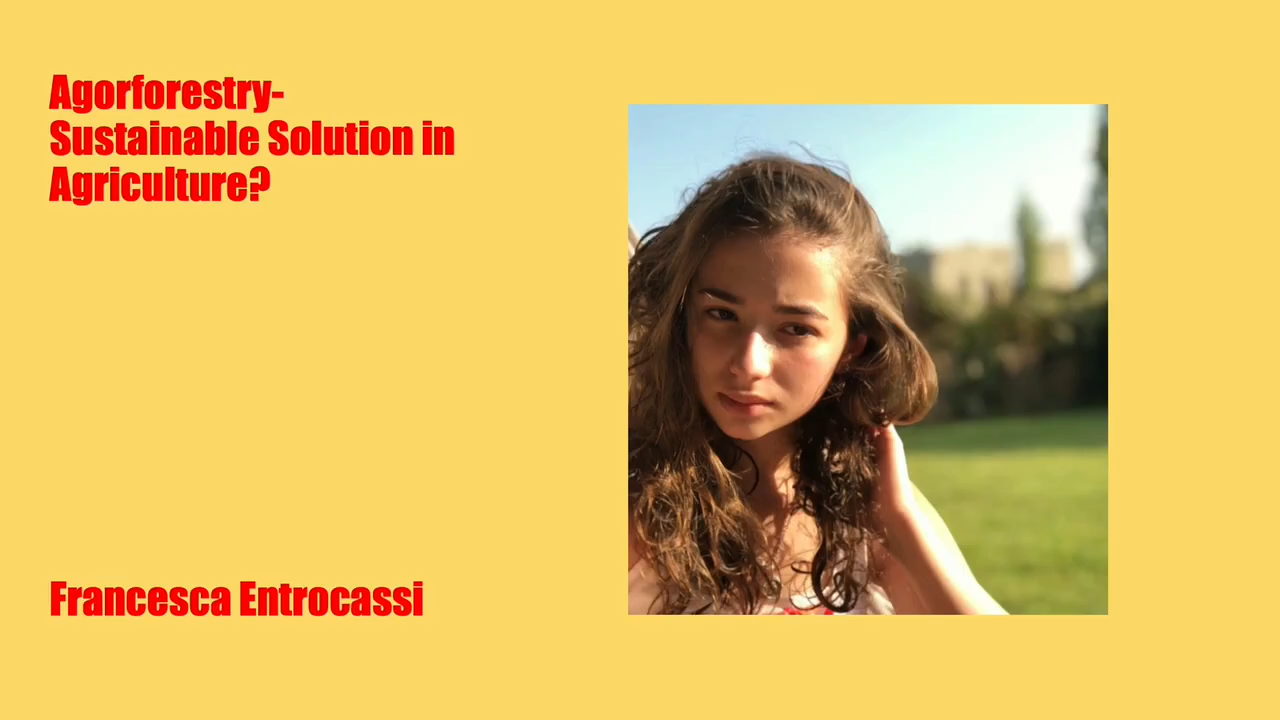 Agorforestry-
Sustainable Solution in
Agriculture?
Francesca Entrocassi